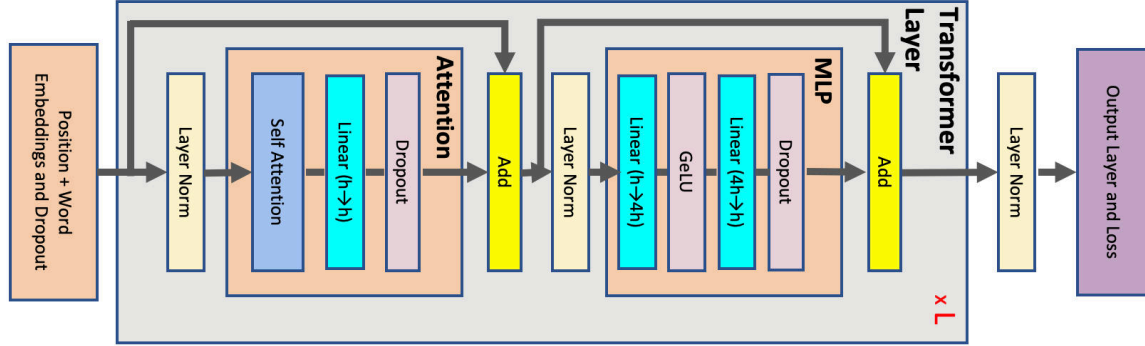 Position + Word
Embeddings and Dropout
Layer Norm
Self Attention
Linear (h→h)
Dropout
Attention
Add
Layer Norm
Linear (h→4h)
GeLU
Linear (4h→h)
Dropout
MLP
Add
Transformer
Layer
x L
Layer Norm
Output Layer and Loss